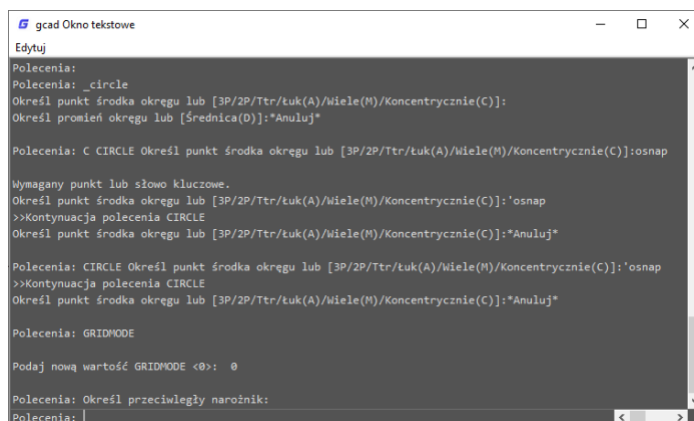 gcad Okno tekstowe
Edytuj
Polecenia:
Polecenia: _circle
Określ punkt środka okręgu lub [3P/2P/Ttr/Łuk(A)/Wiele(M)/Koncentrycznie(C)]:
Określ promień okręgu lub [Średnica(D)]:*Anuluj*
Polecenia: C CIRCLE Określ punkt środka okręgu lub [3P/2P/Ttr/Łuk(A)/Wiele(M)/Koncentrycznie(C)]:osnap
Wymagany punkt lub słowo kluczowe.
Określ punkt środka okręgu lub [3P/2P/Ttr/Łuk(A)/Wiele(M)/Koncentrycznie(C)]:'osnap
>>Kontynuacja polecenia CIRCLE
Określ punkt środka okręgu lub [3P/2P/Ttr/Łuk(A)/Wiele(M)/Koncentrycznie(C)]:*Anuluj*
Polecenia: CIRCLE Określ punkt środka okręgu lub [3P/2P/Ttr/Łuk(A)/Wiele(M)/Koncentrycznie(C)]:'osnap
>>Kontynuacja polecenia CIRCLE
Określ punkt środka okręgu lub [3P/2P/Ttr/Łuk(A)/Wiele(M)/Koncentrycznie(C)]:*Anuluj*
Polecenia: GRIDMODE
Podaj nową wartość GRIDMODE <0>: 0
Polecenia: Określ przeciwległy narożnik:
Polecenia: